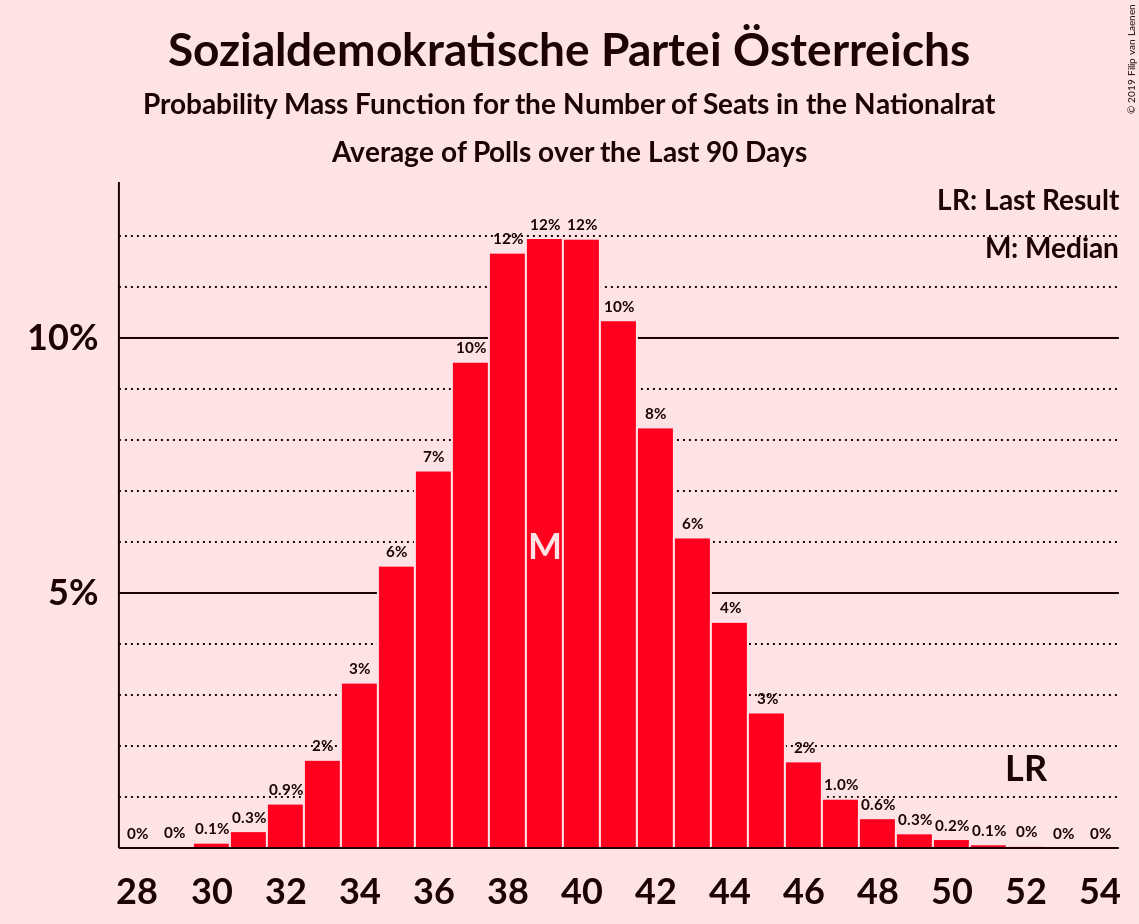 Sozialdemokratische Partei Österreichs
Probability Mass Function for the Number of Seats in the Nationalrat
Average of Polls over the Last 90 Days
© 2019 Filip van Laenen
LR: Last Result
M: Median
10%
5%
0% 0% 0.1% 0.3% 0.9% 2% 3% 6% 7% 10% 12% 12% 12% 10% 8% 6% 4% 3% 2% 1.0% 0.6% 0.3% 0.2% 0.1% 0% 0% 0%
M
LR
28 30 32 34 36 38 40 42 44 46 48 50 52 54